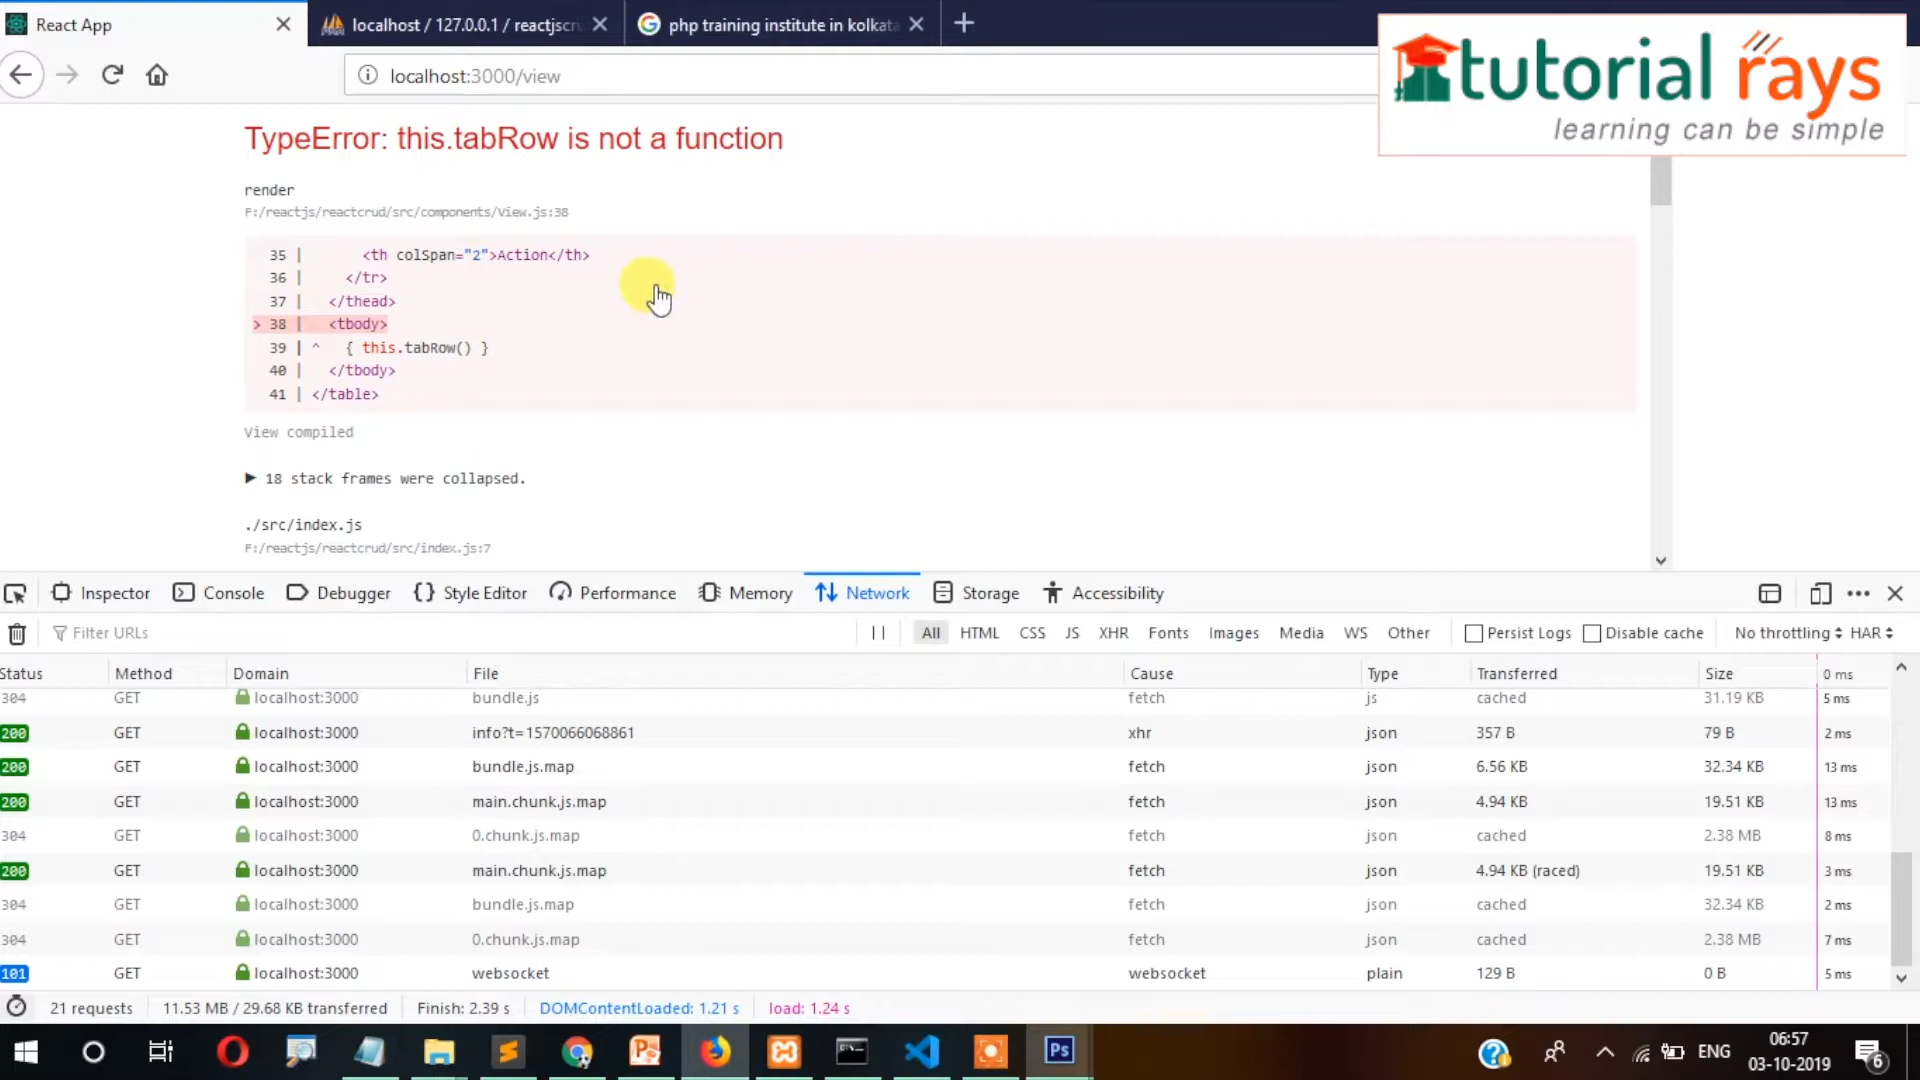 React App
localhost / 127.0.0.1 / reactjscru
php training institute in kolkata
localhost:3000/view
tutorial rays
learning can be simple
TypeError: this.tabRow is not a function
render
F:/reactjs/reactcrud/src/components/View.js:38
35 | <th colSpan="2">Action</th>
36 | </tr>
37 | </thead>
> 38 | <tbody>
39 | ^ { this.tabRow() }
40 | </tbody>
41 | </table>
View compiled
▶ 18 stack frames were collapsed.
./src/index.js
F:/reactjs/reactcrud/src/index.js:7
Inspector Console Debugger {} Style Editor Performance Memory Network Storage Accessibility
Filter URLs All HTML CSS JS XHR Fonts Images Media WS Other Persist Logs Disable cache No throttling HAR
Status Method Domain File Cause Type Transferred Size 0 ms
304 GET localhost:3000 bundle.js fetch js cached 31.19 KB 5 ms
200 GET localhost:3000 info?t=1570066068861 xhr json 357 B 79 B 2 ms
200 GET localhost:3000 bundle.js.map fetch json 6.56 KB 32.34 KB 13 ms
200 GET localhost:3000 main.chunk.js.map fetch json 4.94 KB 19.51 KB 13 ms
304 GET localhost:3000 0.chunk.js.map fetch json cached 2.38 MB 8 ms
200 GET localhost:3000 main.chunk.js.map fetch json 4.94 KB (raced) 19.51 KB 3 ms
304 GET localhost:3000 bundle.js.map fetch json cached 32.34 KB 2 ms
304 GET localhost:3000 0.chunk.js.map fetch json cached 2.38 MB 7 ms
101 GET localhost:3000 websocket websocket plain 129 B 0 B 5 ms
21 requests 11.53 MB / 29.68 KB transferred Finish: 2.39 s DOMContentLoaded: 1.21 s load: 1.24 s
Ps
ENG
06:57
03-10-2019
6